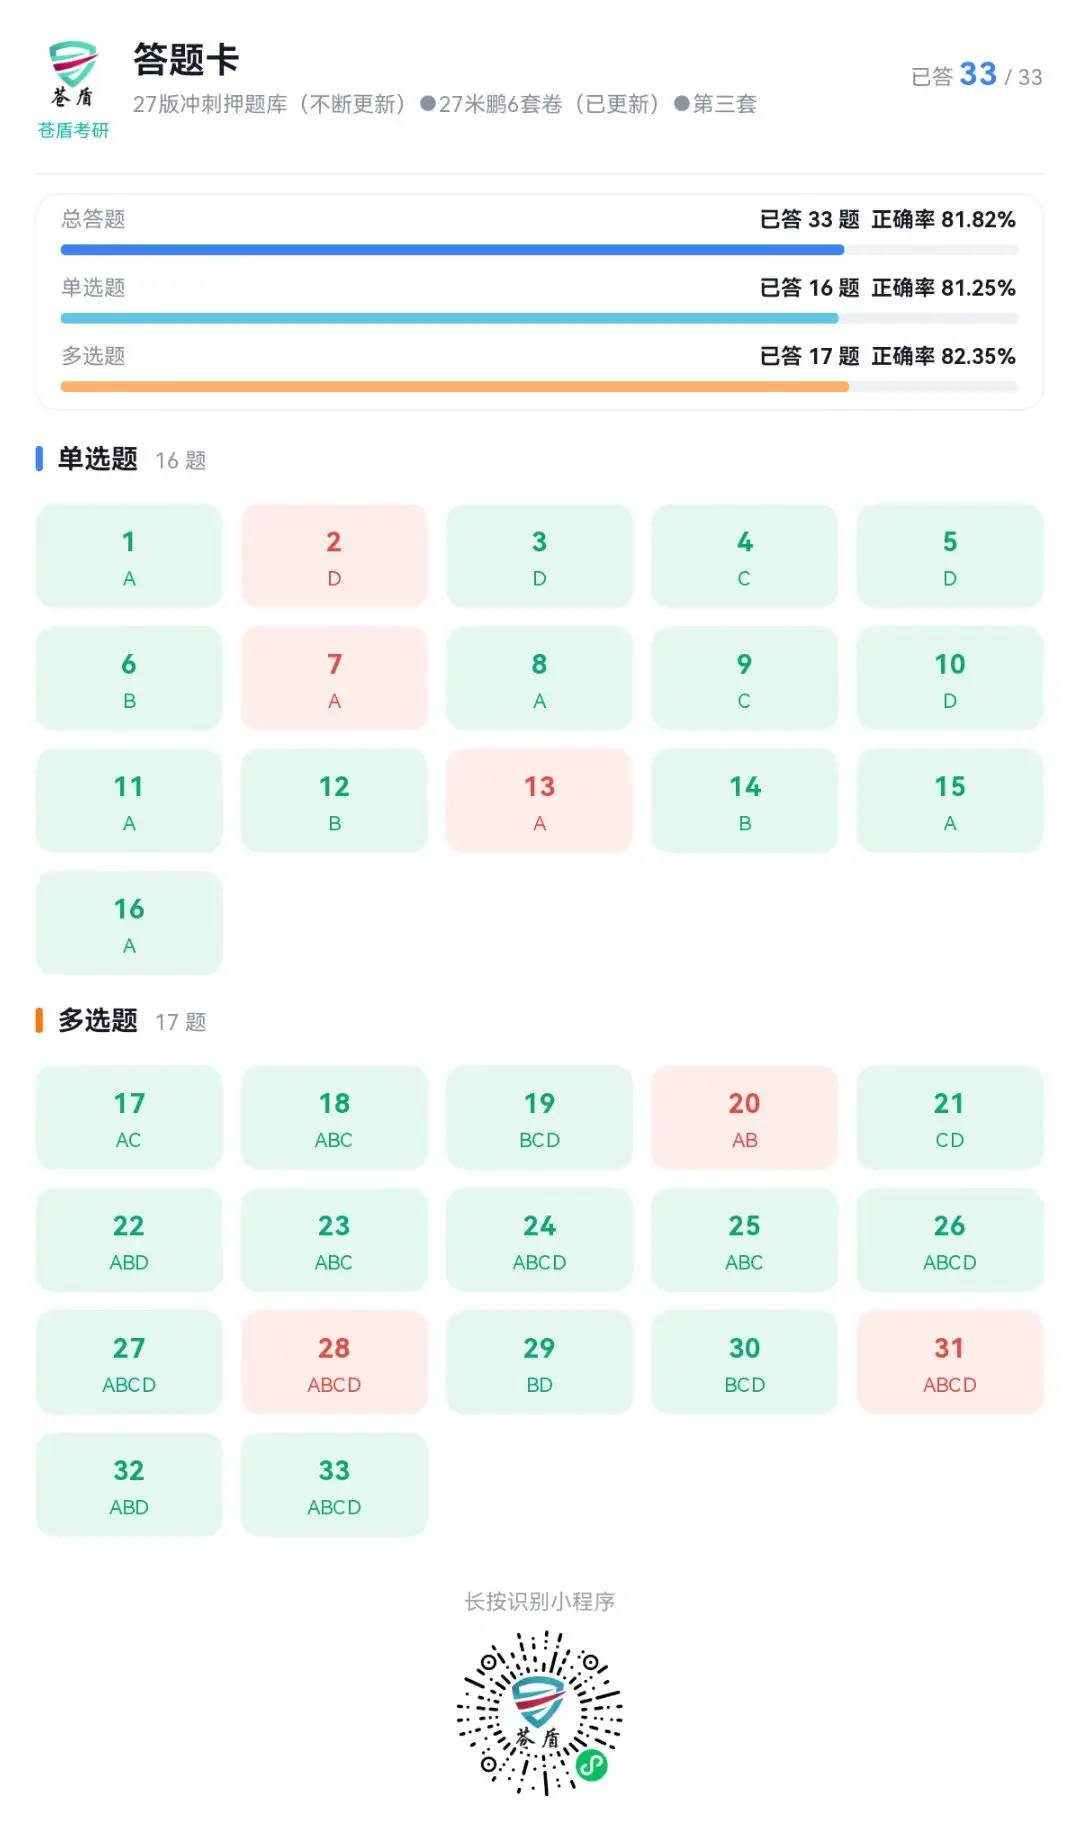 答题卡
27版冲刺押题库（不断更新）●27米鹏6套卷（已更新）●第三套
已答 33 / 33
苍盾
苍盾考研
总答题 已答 33 题 正确率 81.82%
单选题 已答 16 题 正确率 81.25%
多选题 已答 17 题 正确率 82.35%
单选题 16 题
1 2 3 4 5
A D D C D
6 7 8 9 10
B A A C D
11 12 13 14 15
A B A B A
16
A
多选题 17 题
17 18 19 20 21
AC ABC BCD AB CD
22 23 24 25 26
ABD ABC ABCD ABC ABCD
27 28 29 30 31
ABCD ABCD BD BCD ABCD
32 33
ABD ABCD
长按识别小程序
苍盾